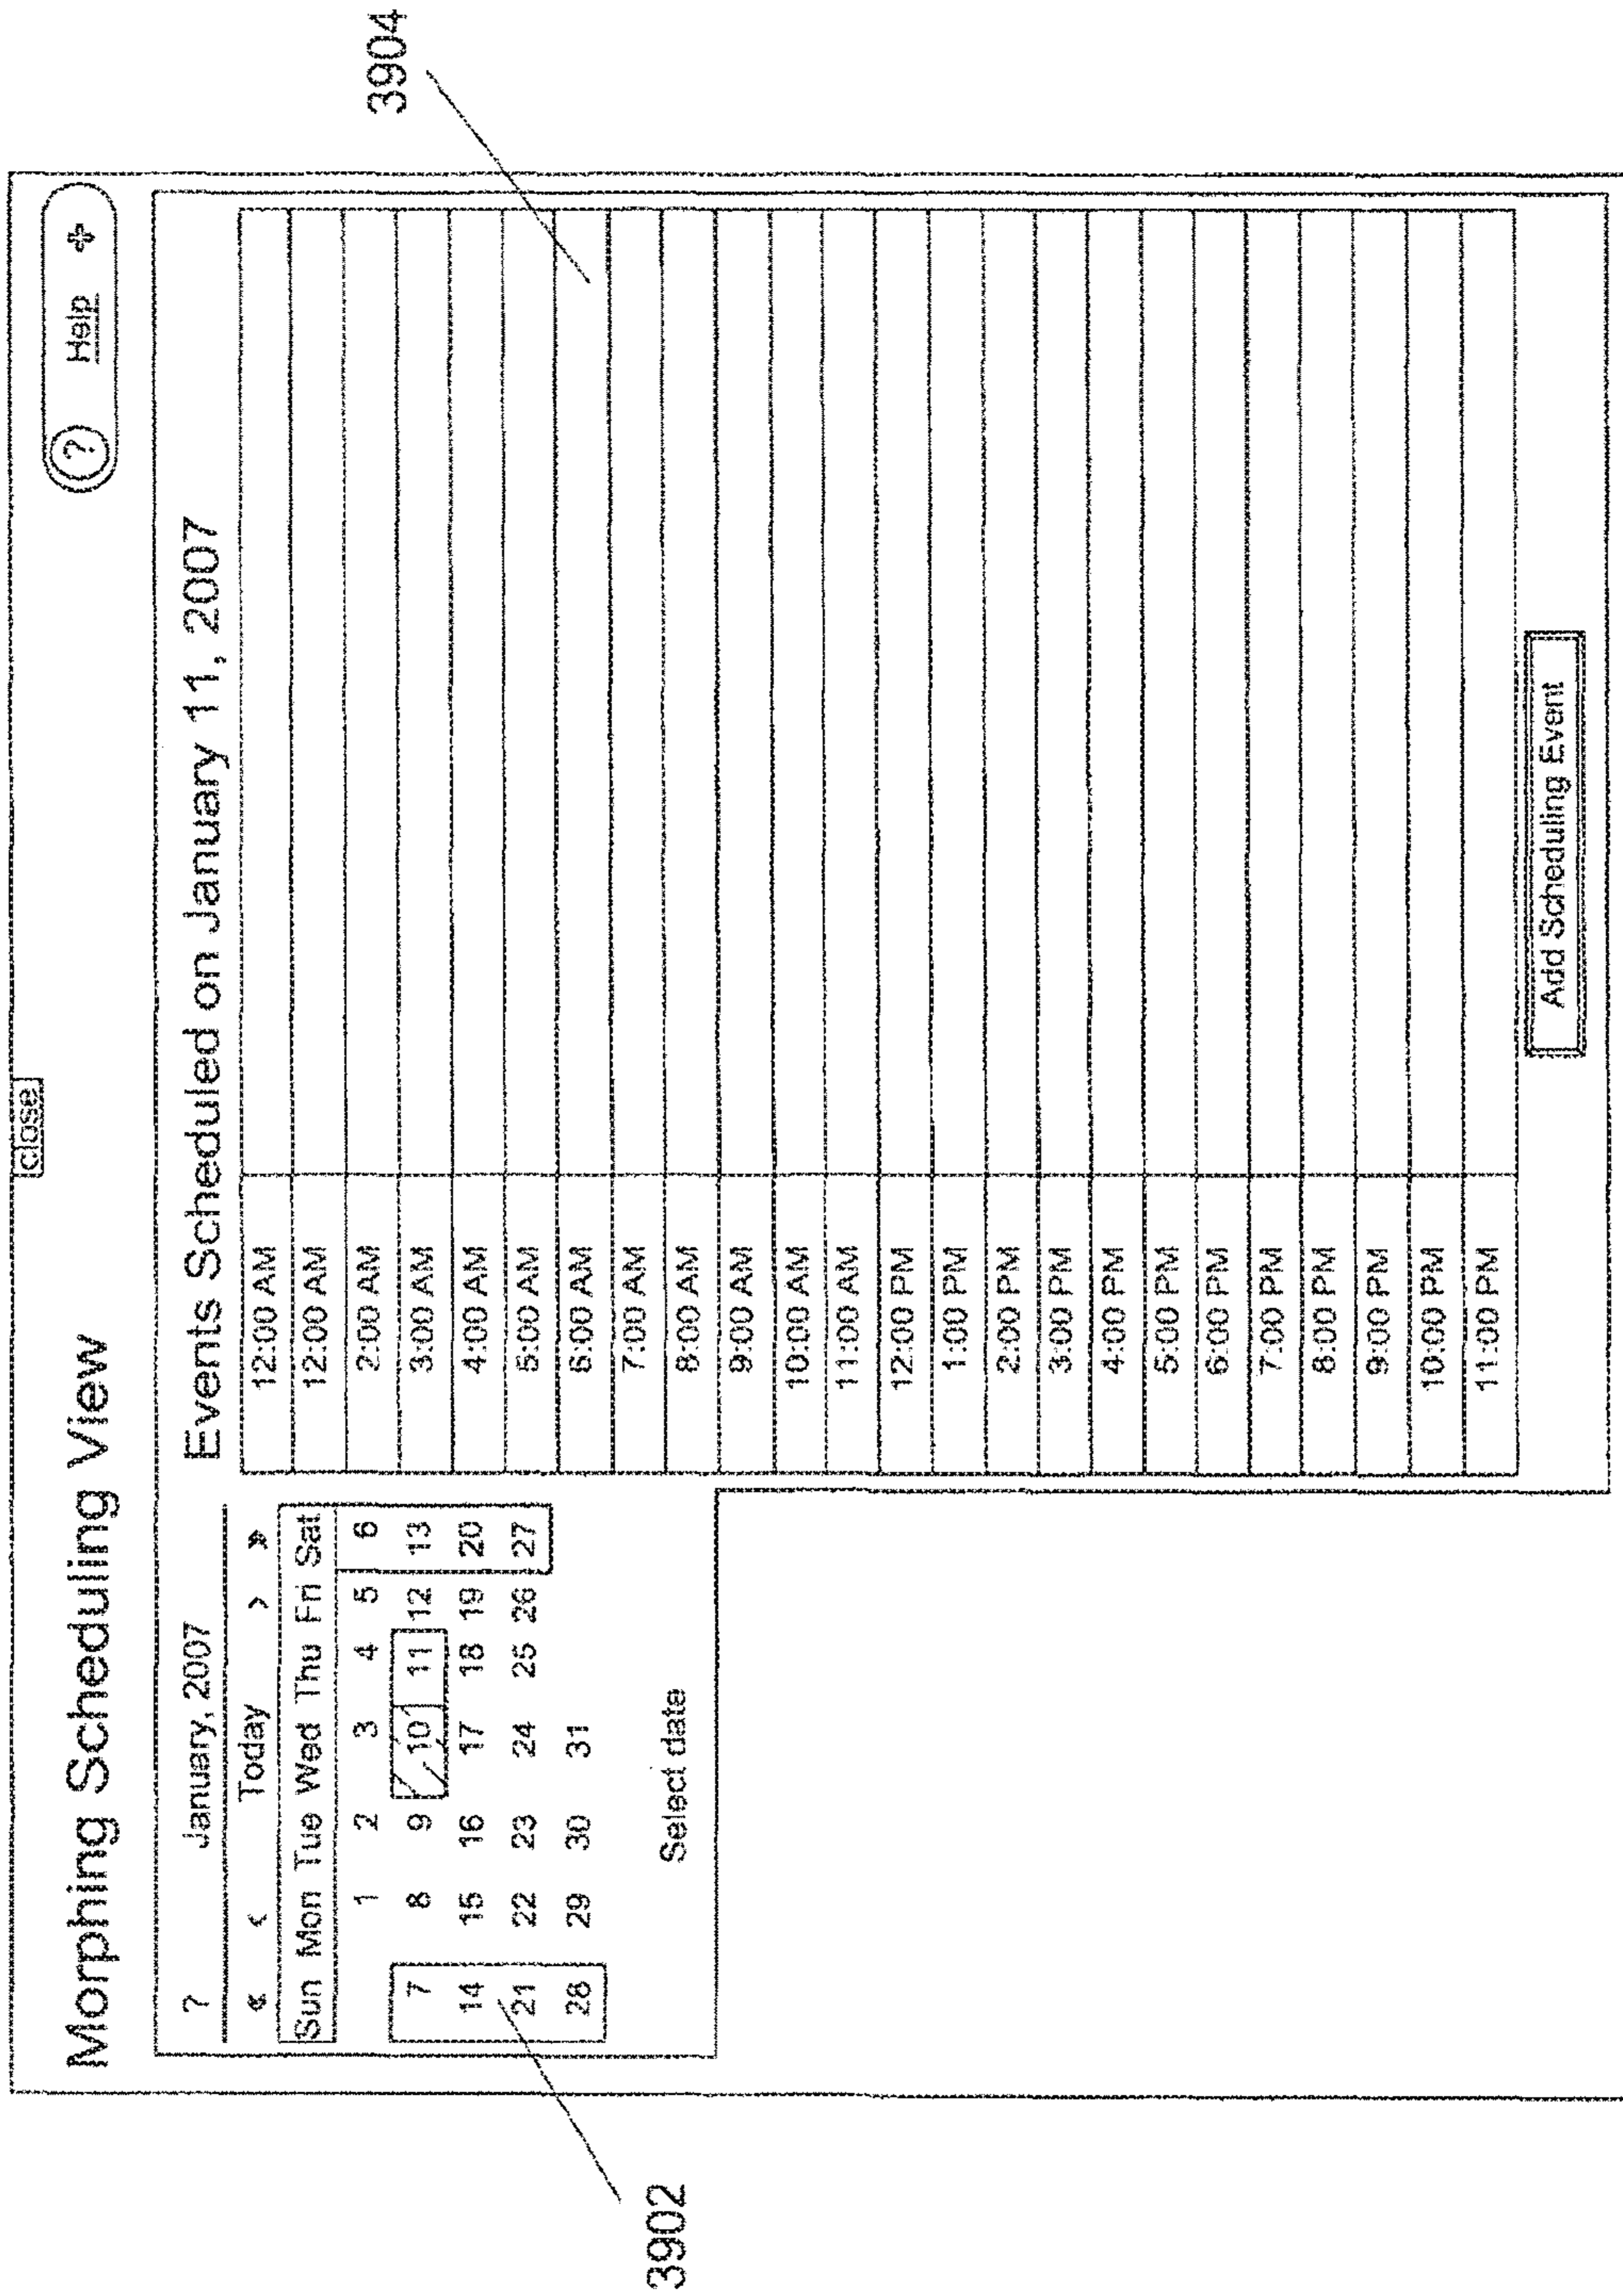 close
Morphing Scheduling View
? Help
? January, 2007
« < Today > »
Sun Mon Tue Wed Thu Fri Sat
1 2 3 4 5 6
7 8 9 10 11 12 13
14 15 16 17 18 19 20
21 22 23 24 25 26 27
28 29 30 31
Select date
Events Scheduled on January 11, 2007
12:00 AM
12:00 AM
2:00 AM
3:00 AM
4:00 AM
5:00 AM
6:00 AM
7:00 AM
8:00 AM
9:00 AM
10:00 AM
11:00 AM
12:00 PM
1:00 PM
2:00 PM
3:00 PM
4:00 PM
5:00 PM
6:00 PM
7:00 PM
8:00 PM
9:00 PM
10:00 PM
11:00 PM
Add Scheduling Event
3902
3904